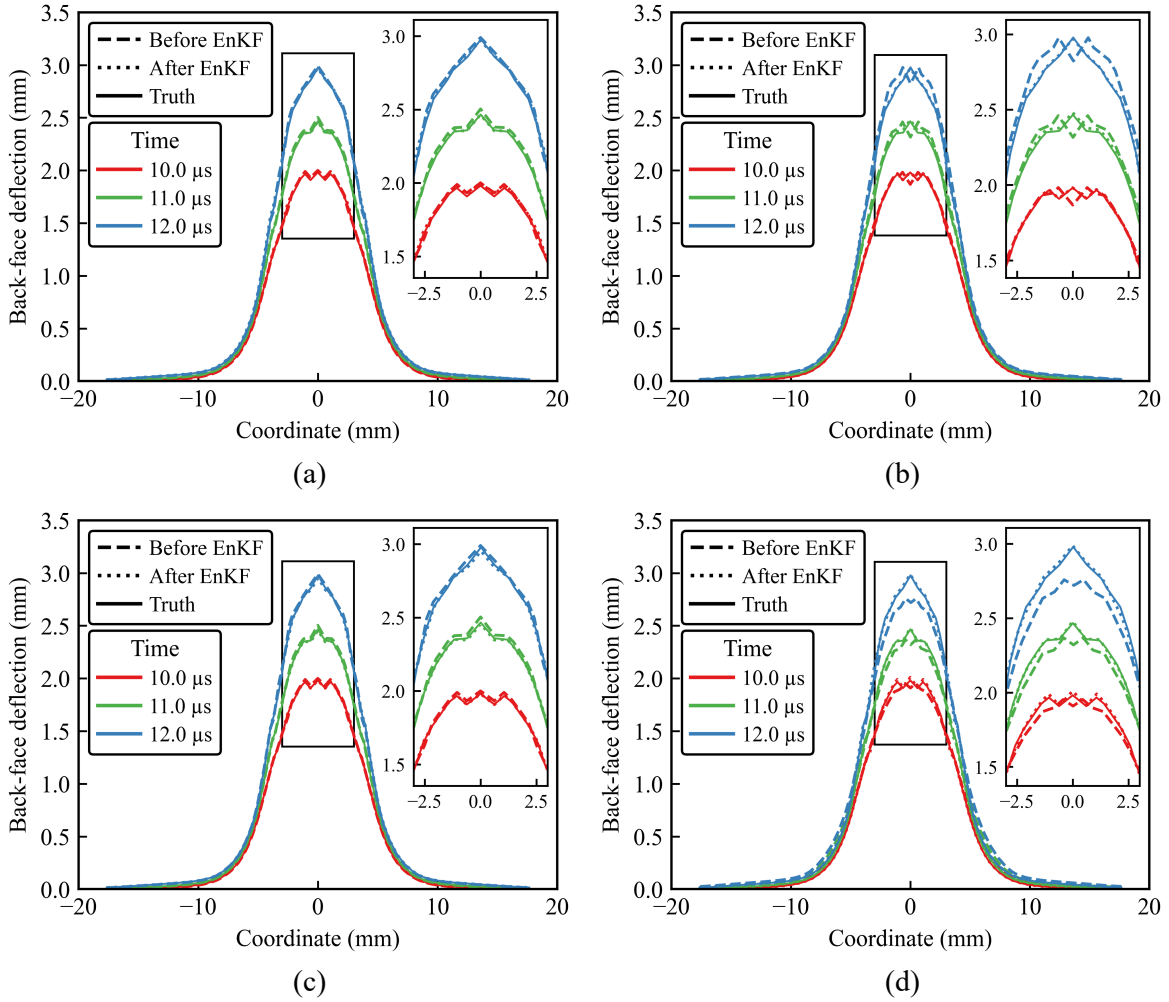 3.5
3.0
2.5
2.0
1.5
1.0
0.5
0.0
Back-face deflection (mm)
Before EnKF
After EnKF
Truth
Time
10.0 µs
11.0 µs
12.0 µs
3.0
2.5
2.0
1.5
−2.5 0.0 2.5
−20 −10 0 10 20
Coordinate (mm)
(a)
3.5
3.0
2.5
2.0
1.5
1.0
0.5
0.0
Back-face deflection (mm)
Before EnKF
After EnKF
Truth
Time
10.0 µs
11.0 µs
12.0 µs
3.0
2.5
2.0
1.5
−2.5 0.0 2.5
−20 −10 0 10 20
Coordinate (mm)
(b)
3.5
3.0
2.5
2.0
1.5
1.0
0.5
0.0
Back-face deflection (mm)
Before EnKF
After EnKF
Truth
Time
10.0 µs
11.0 µs
12.0 µs
3.0
2.5
2.0
1.5
−2.5 0.0 2.5
−20 −10 0 10 20
Coordinate (mm)
(c)
3.5
3.0
2.5
2.0
1.5
1.0
0.5
0.0
Back-face deflection (mm)
Before EnKF
After EnKF
Truth
Time
10.0 µs
11.0 µs
12.0 µs
3.0
2.5
2.0
1.5
−2.5 0.0 2.5
−20 −10 0 10 20
Coordinate (mm)
(d)